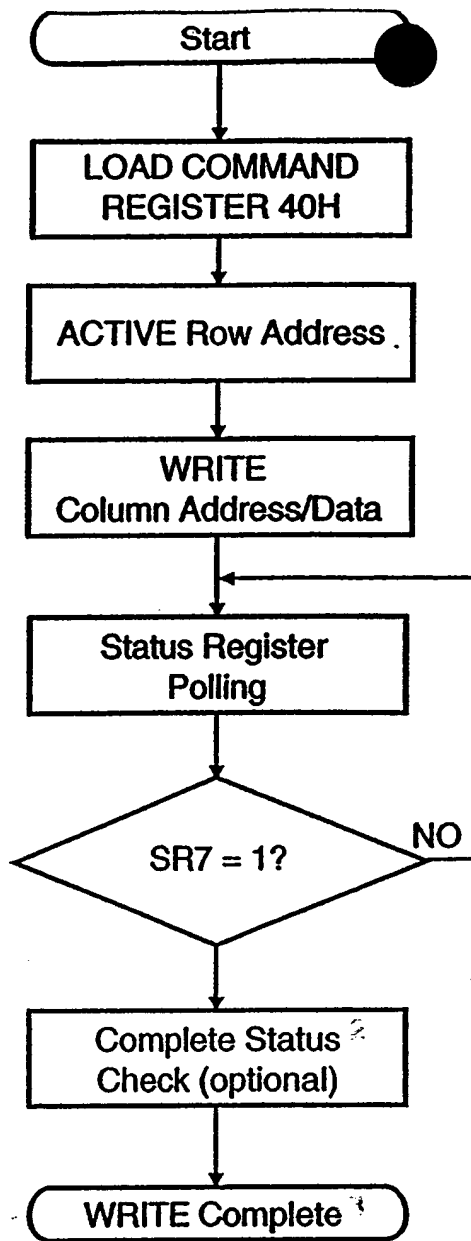 Start
LOAD COMMAND
REGISTER 40H
ACTIVE Row Address
WRITE
Column Address/Data
Status Register
Polling
SR7 = 1?
NO
Complete Status
Check (optional)
WRITE Complete